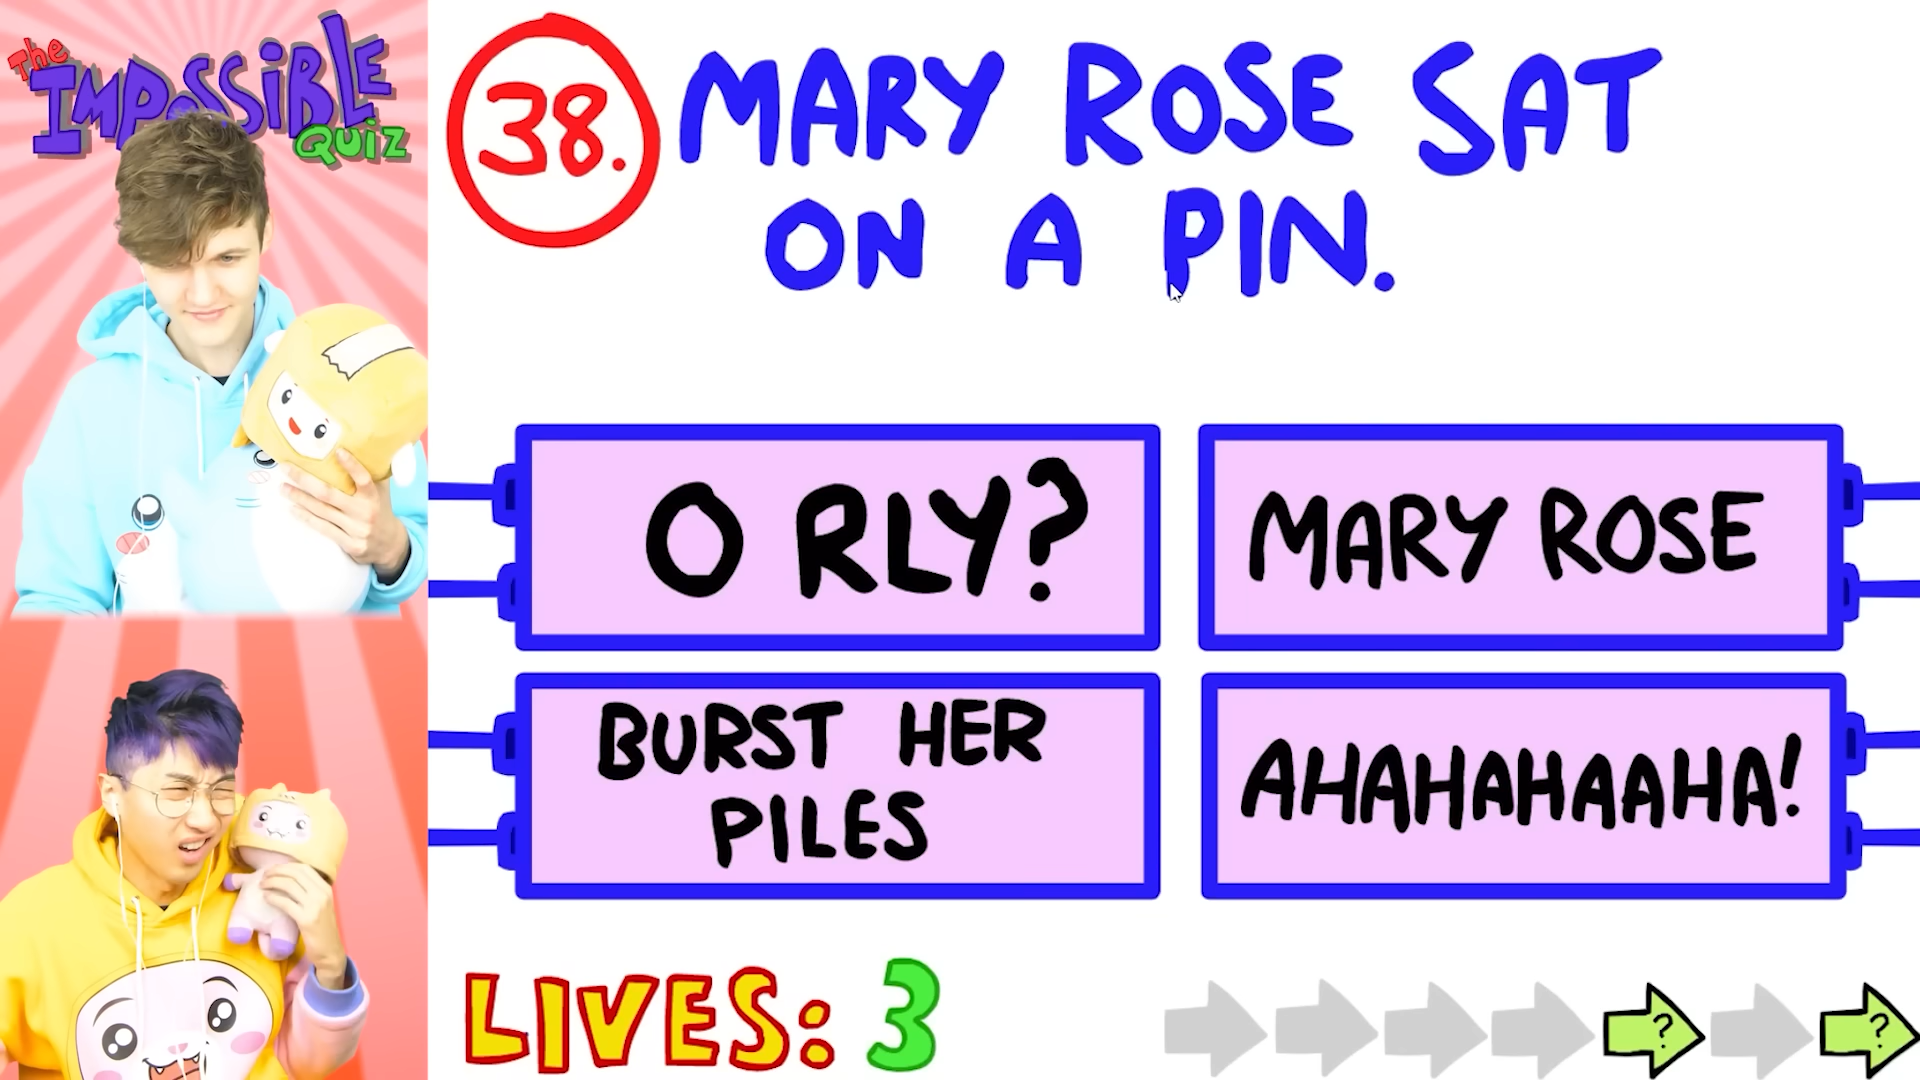 The
IMPOSSIBLE
QUIZ
38.
MARY ROSE SAT
ON A PIN.
O RLY?
MARY ROSE
BURST HER
PILES
AHAHAHAAHA!
LIVES: 3
?
?